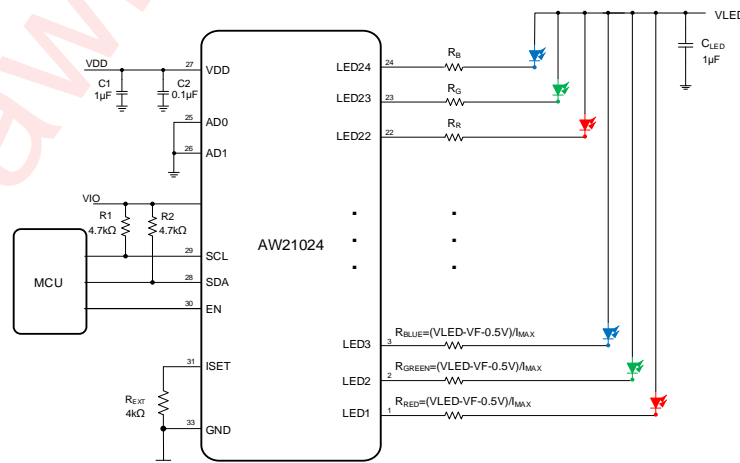 VLED
VDD
27
VDD
C1
1µF
C2
0.1µF
25
AD0
26
AD1
VIO
R1
4.7kΩ
R2
4.7kΩ
MCU
29
SCL
28
SDA
30
EN
31
ISET
REXT
4kΩ
33
GND
AW21024
LED24
24
RB
LED23
23
RG
LED22
22
RR
CLED
1µF
LED3
3
RBLUE=(VLED-VF-0.5V)/IMAX
LED2
2
RGREEN=(VLED-VF-0.5V)/IMAX
LED1
1
RRED=(VLED-VF-0.5V)/IMAX